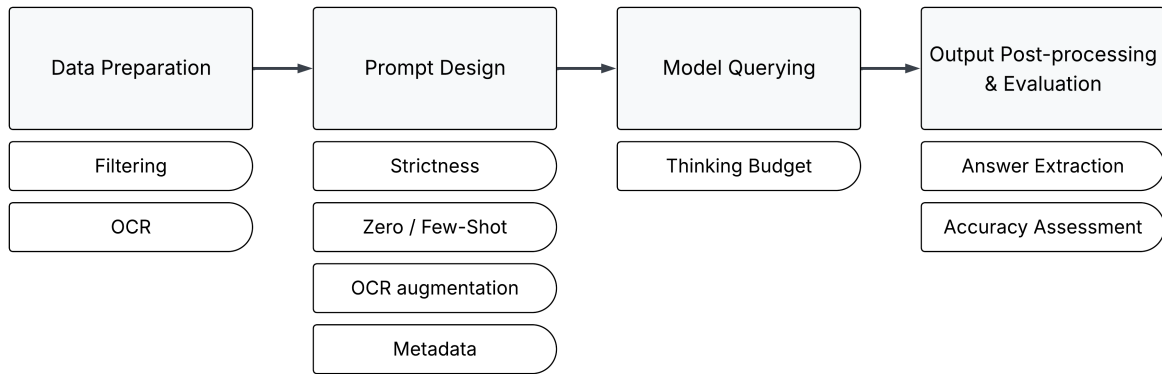 Data Preparation
Filtering
OCR
Prompt Design
Strictness
Zero / Few-Shot
OCR augmentation
Metadata
Model Querying
Thinking Budget
Output Post-processing
& Evaluation
Answer Extraction
Accuracy Assessment